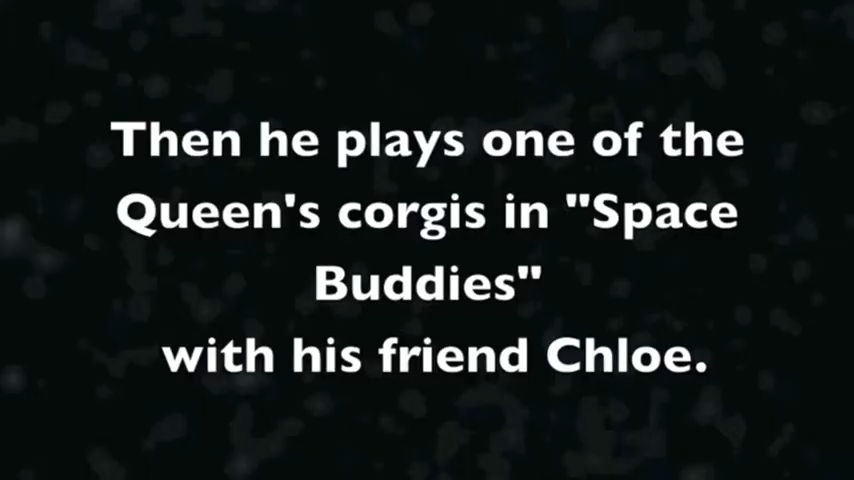 Then he plays one of the
Queen's corgis in "Space
Buddies"
with his friend Chloe.